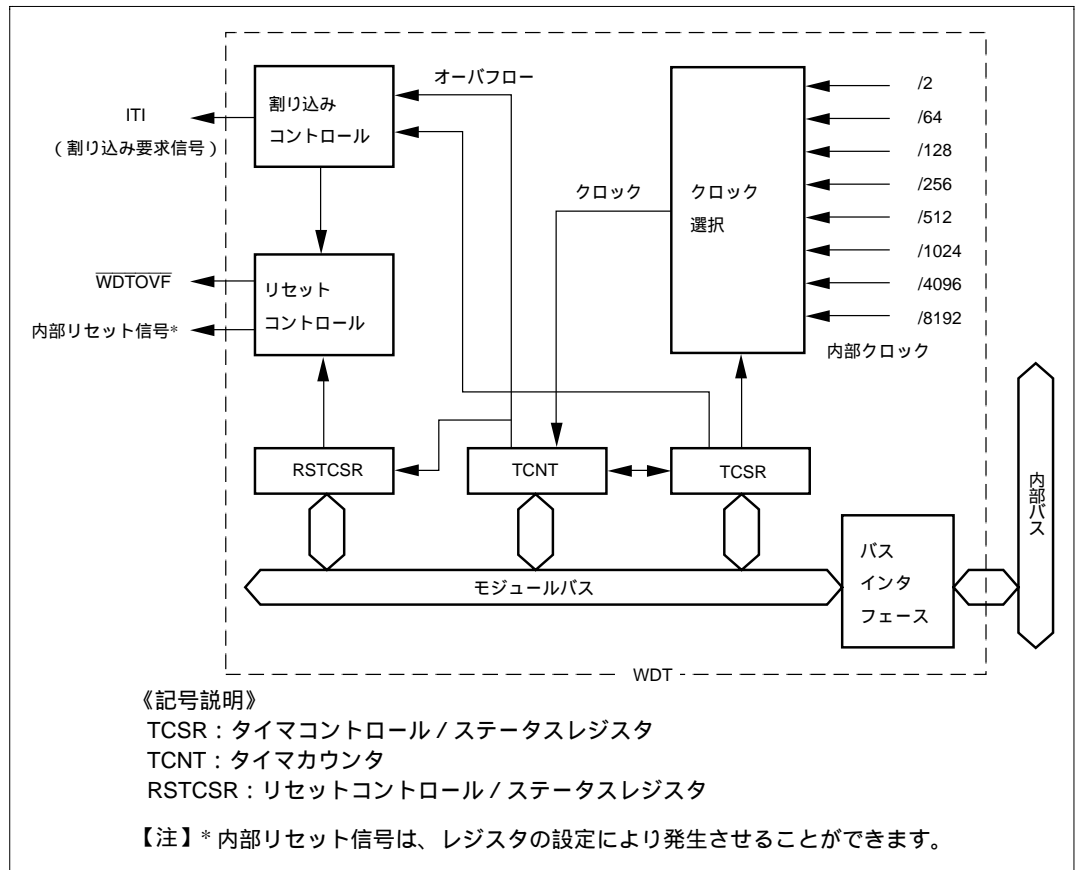 オーバフロー
割り込み
コントロール
ITI
(割り込み要求信号)
/2
/64
/128
/256
/512
/1024
/4096
/8192
内部クロック
クロック
クロック
選択
WDTOVF
内部リセット信号*
リセット
コントロール
RSTCSR
TCNT
TCSR
モジュールバス
バス
インタ
フェース
内部バス
WDT
《記号説明》
TCSR:タイマコントロール/ステータスレジスタ
TCNT:タイマカウンタ
RSTCSR:リセットコントロール/ステータスレジスタ
【注】* 内部リセット信号は、レジスタの設定により発生させることができます。